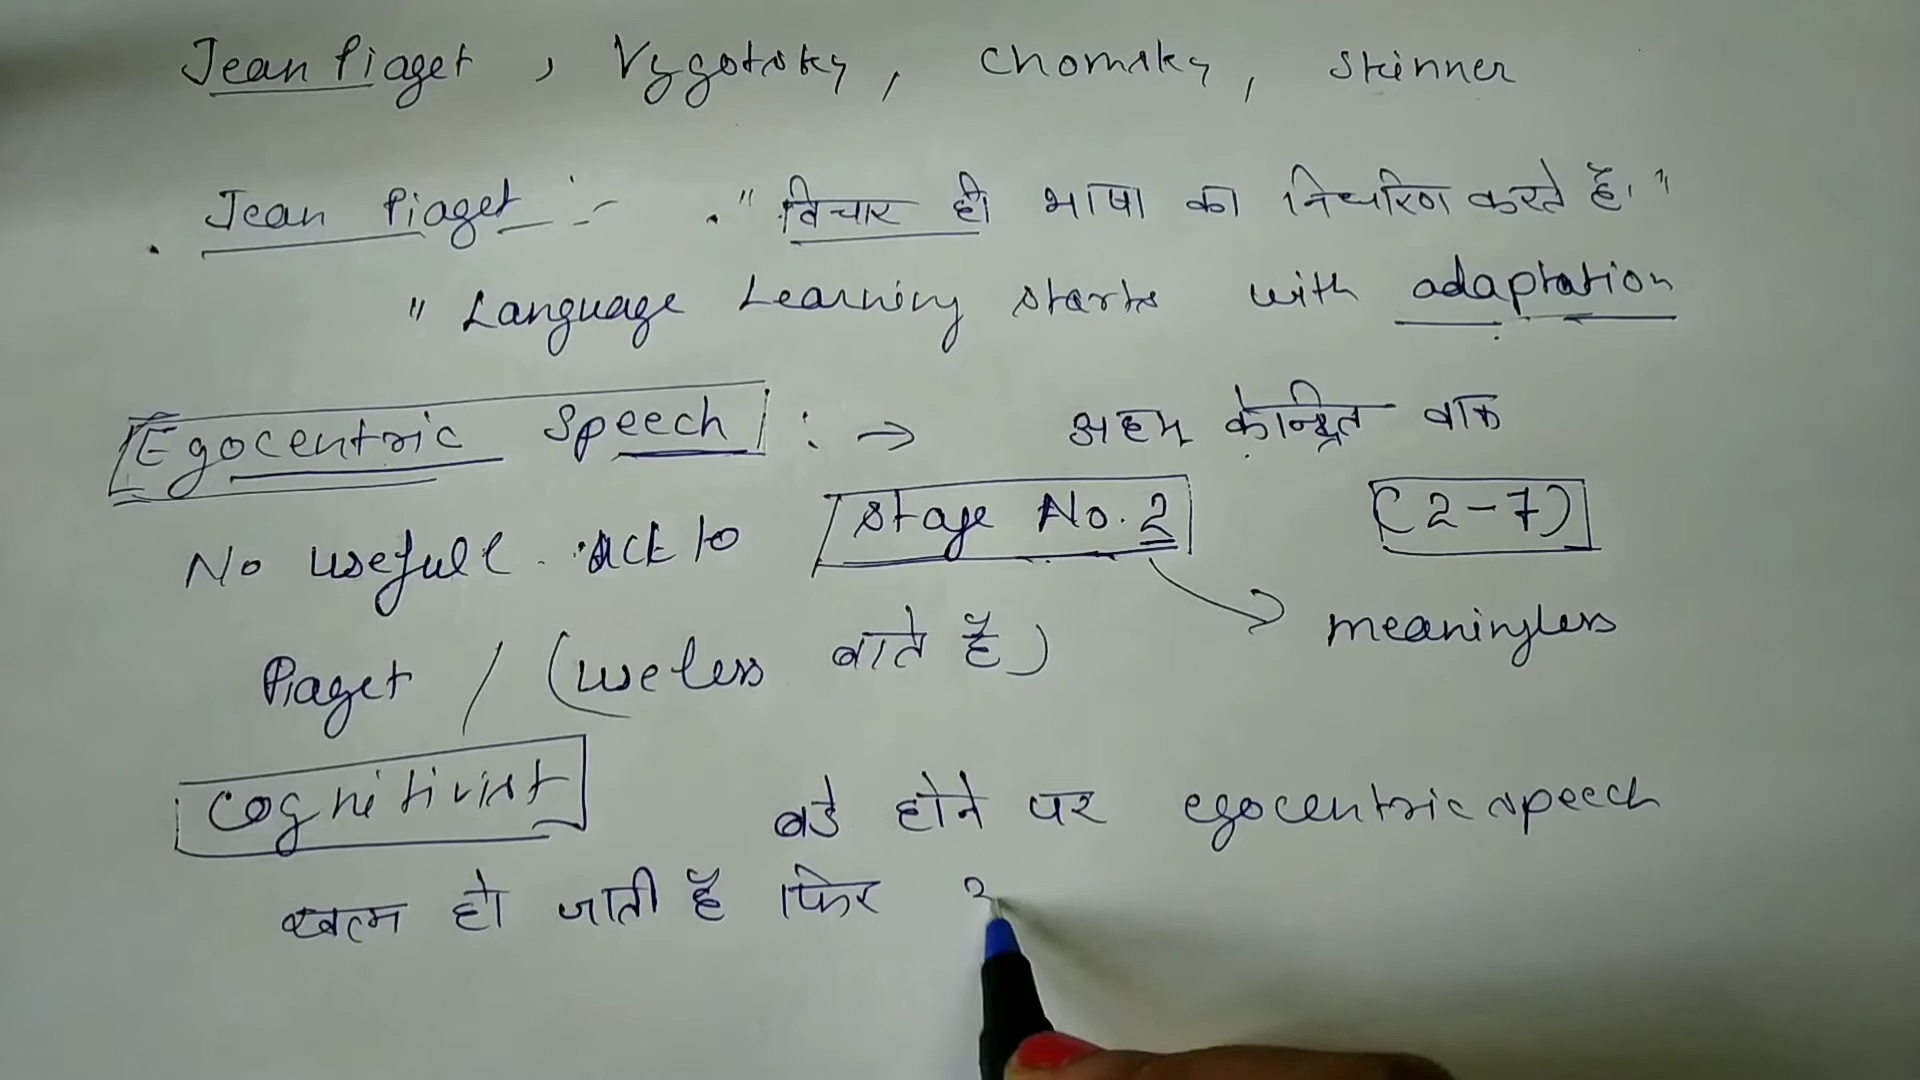 Jean Piaget, Vygotsky, Chomsky, Skinner
. Jean Piaget :- . "विचार ही भाषा का निर्धारण करते हैं।"
" Language Learning starts with adaptation
Egocentric Speech : → अहम केन्द्रित वाक
No usefull. Ack to Stage No. 2 (2-7)
Piaget / (useless बाते है) meaningless
Cognitivist बडे होने पर egocentric speech
खत्म हो जाती है फिर